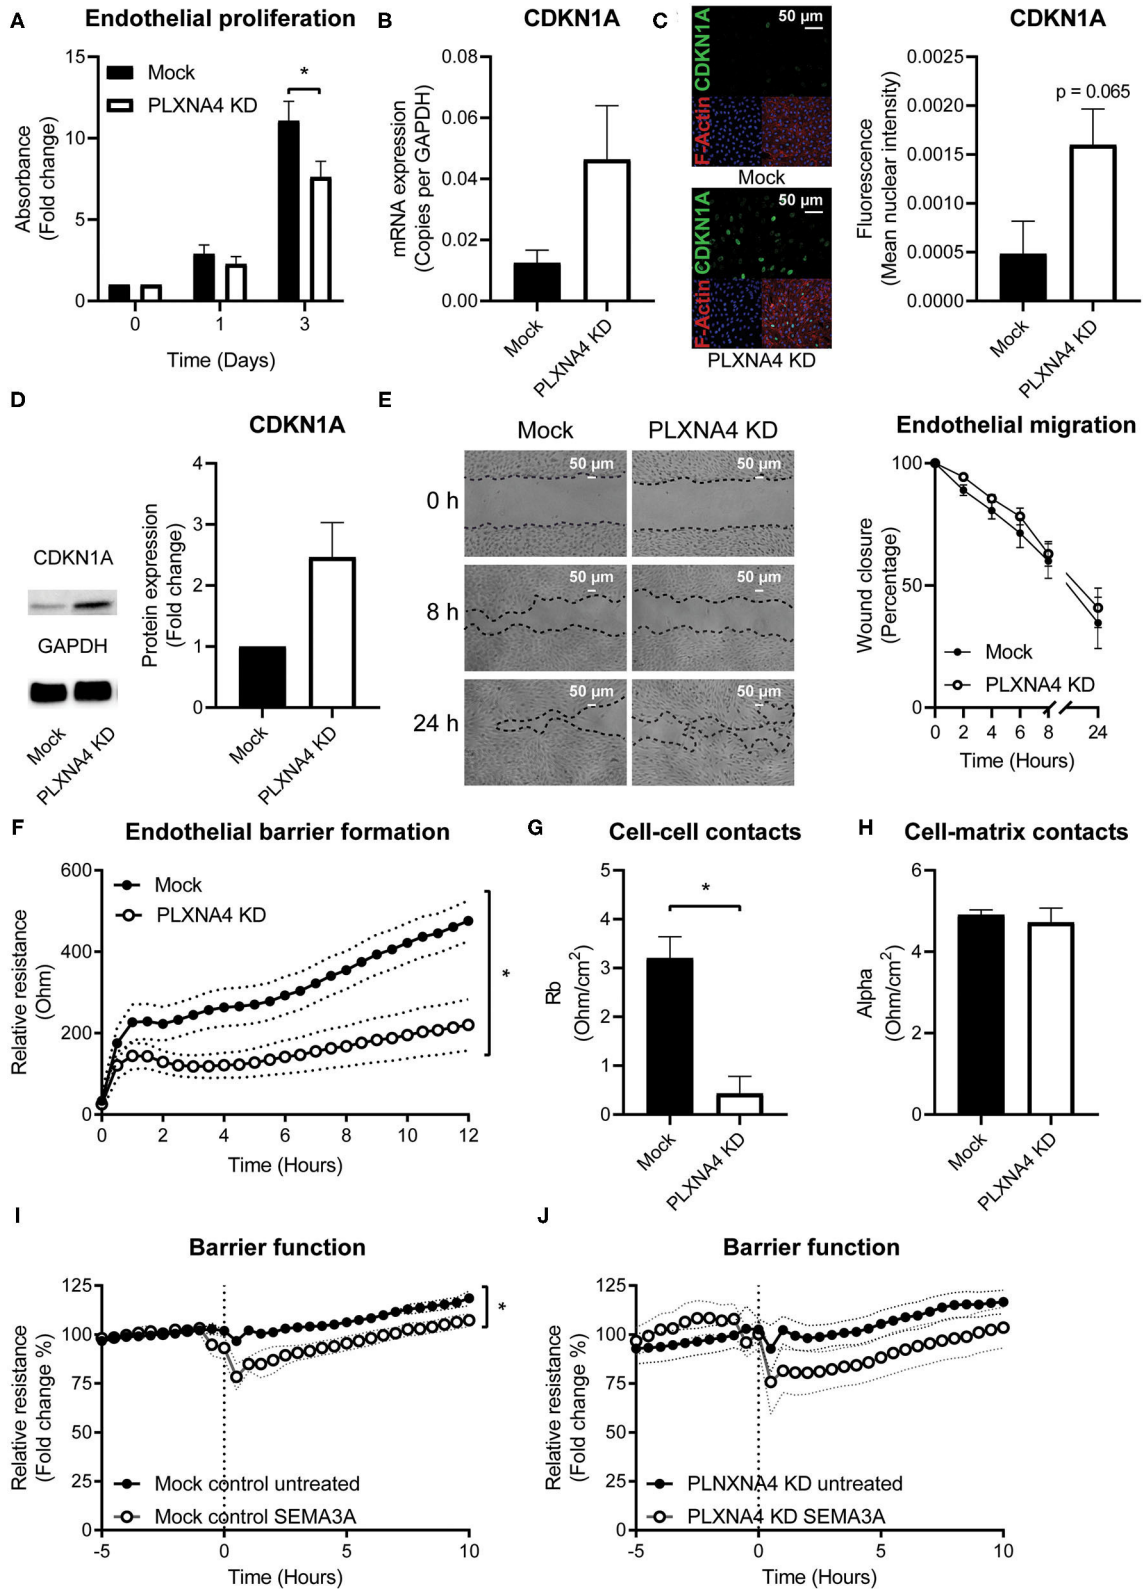 A
Endothelial proliferation
Absorbance
(Fold change)
15
10
5
0
Mock
PLXNA4 KD
*
0
1
3
Time (Days)
B
CDKN1A
mRNA expression
(Copies per GAPDH)
0.08
0.06
0.04
0.02
0.00
Mock
PLXNA4 KD
C
F-Actin CDKN1A
50 µm
Mock
F-Actin CDKN1A
50 µm
PLXNA4 KD
CDKN1A
Fluorescence
(Mean nuclear intensity)
0.0025
0.0020
0.0015
0.0010
0.0005
0.0000
p = 0.065
Mock
PLXNA4 KD
D
CDKN1A
GAPDH
Mock
PLXNA4 KD
CDKN1A
Protein expression
(Fold change)
4
3
2
1
0
Mock
PLXNA4 KD
E
Mock
PLXNA4 KD
0 h
50 µm
50 µm
8 h
50 µm
50 µm
24 h
50 µm
50 µm
Endothelial migration
Wound closure
(Percentage)
100
50
0
Mock
PLXNA4 KD
0
2
4
6
8
24
Time (Hours)
F
Endothelial barrier formation
Relative resistance
(Ohm)
600
400
200
0
Mock
PLXNA4 KD
*
0
2
4
6
8
10
12
Time (Hours)
G
Cell-cell contacts
Rb
(Ohm/cm2)
5
4
3
2
1
0
*
Mock
PLXNA4 KD
H
Cell-matrix contacts
Alpha
(Ohm/cm2)
6
4
2
0
Mock
PLXNA4 KD
I
Barrier function
Relative resistance
(Fold change %)
125
100
75
50
25
0
*
Mock control untreated
Mock control SEMA3A
-5
0
5
10
Time (Hours)
J
Barrier function
Relative resistance
(Fold change %)
125
100
75
50
25
0
PLNXNA4 KD untreated
PLXNA4 KD SEMA3A
-5
0
5
10
Time (Hours)